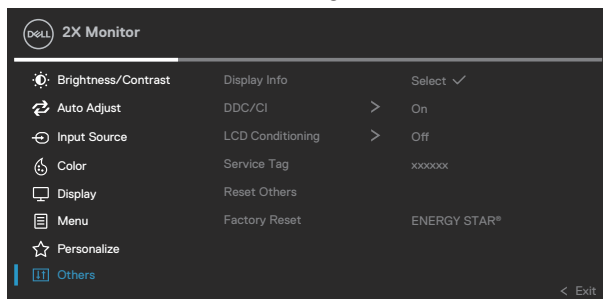 DELL 2X Monitor
Brightness/Contrast Display Info Select ✓
Auto Adjust DDC/CI > On
Input Source LCD Conditioning > Off
Color Service Tag xxxxxx
Display Reset Others
Menu Factory Reset ENERGY STAR®
Personalize
Others
< Exit